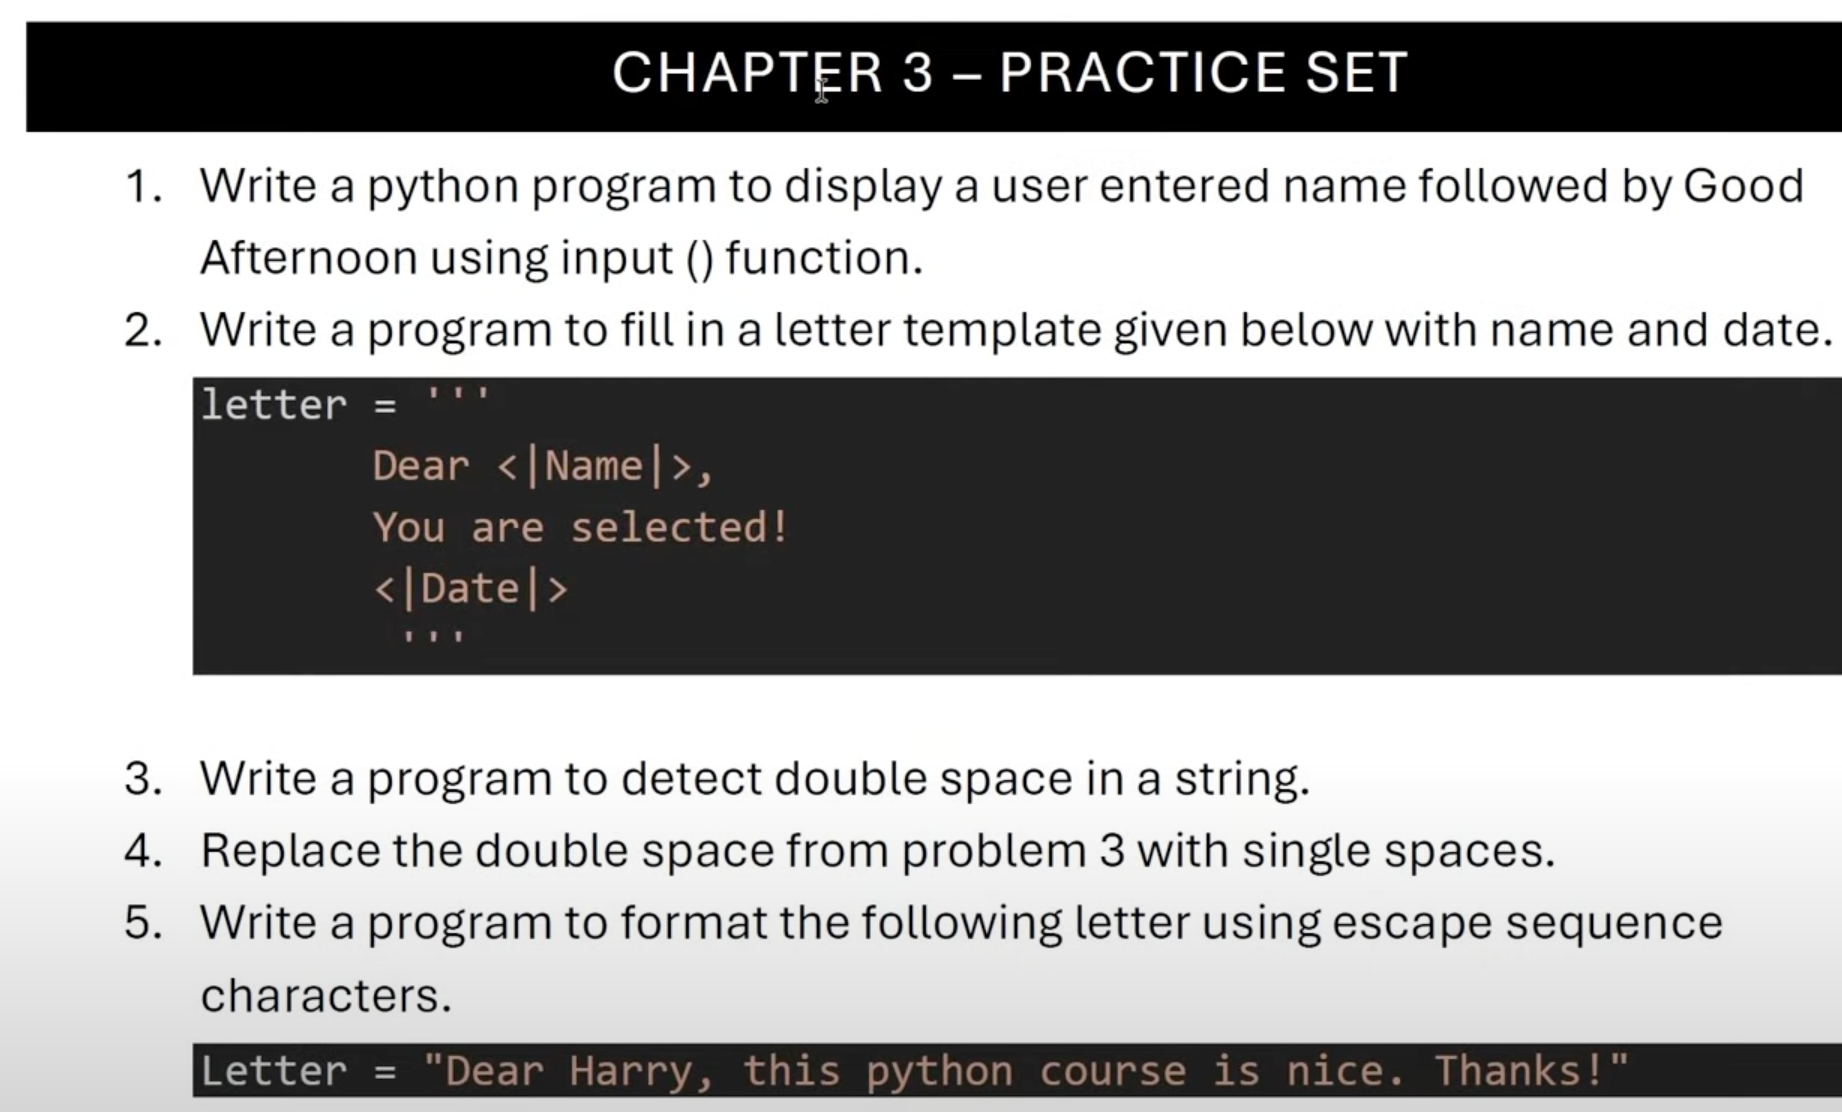 CHAPTER 3 – PRACTICE SET
1. Write a python program to display a user entered name followed by Good
Afternoon using input () function.
2. Write a program to fill in a letter template given below with name and date.
letter = '''
Dear <|Name|>,
You are selected!
<|Date|>
'''
3. Write a program to detect double space in a string.
4. Replace the double space from problem 3 with single spaces.
5. Write a program to format the following letter using escape sequence
characters.
Letter = "Dear Harry, this python course is nice. Thanks!"